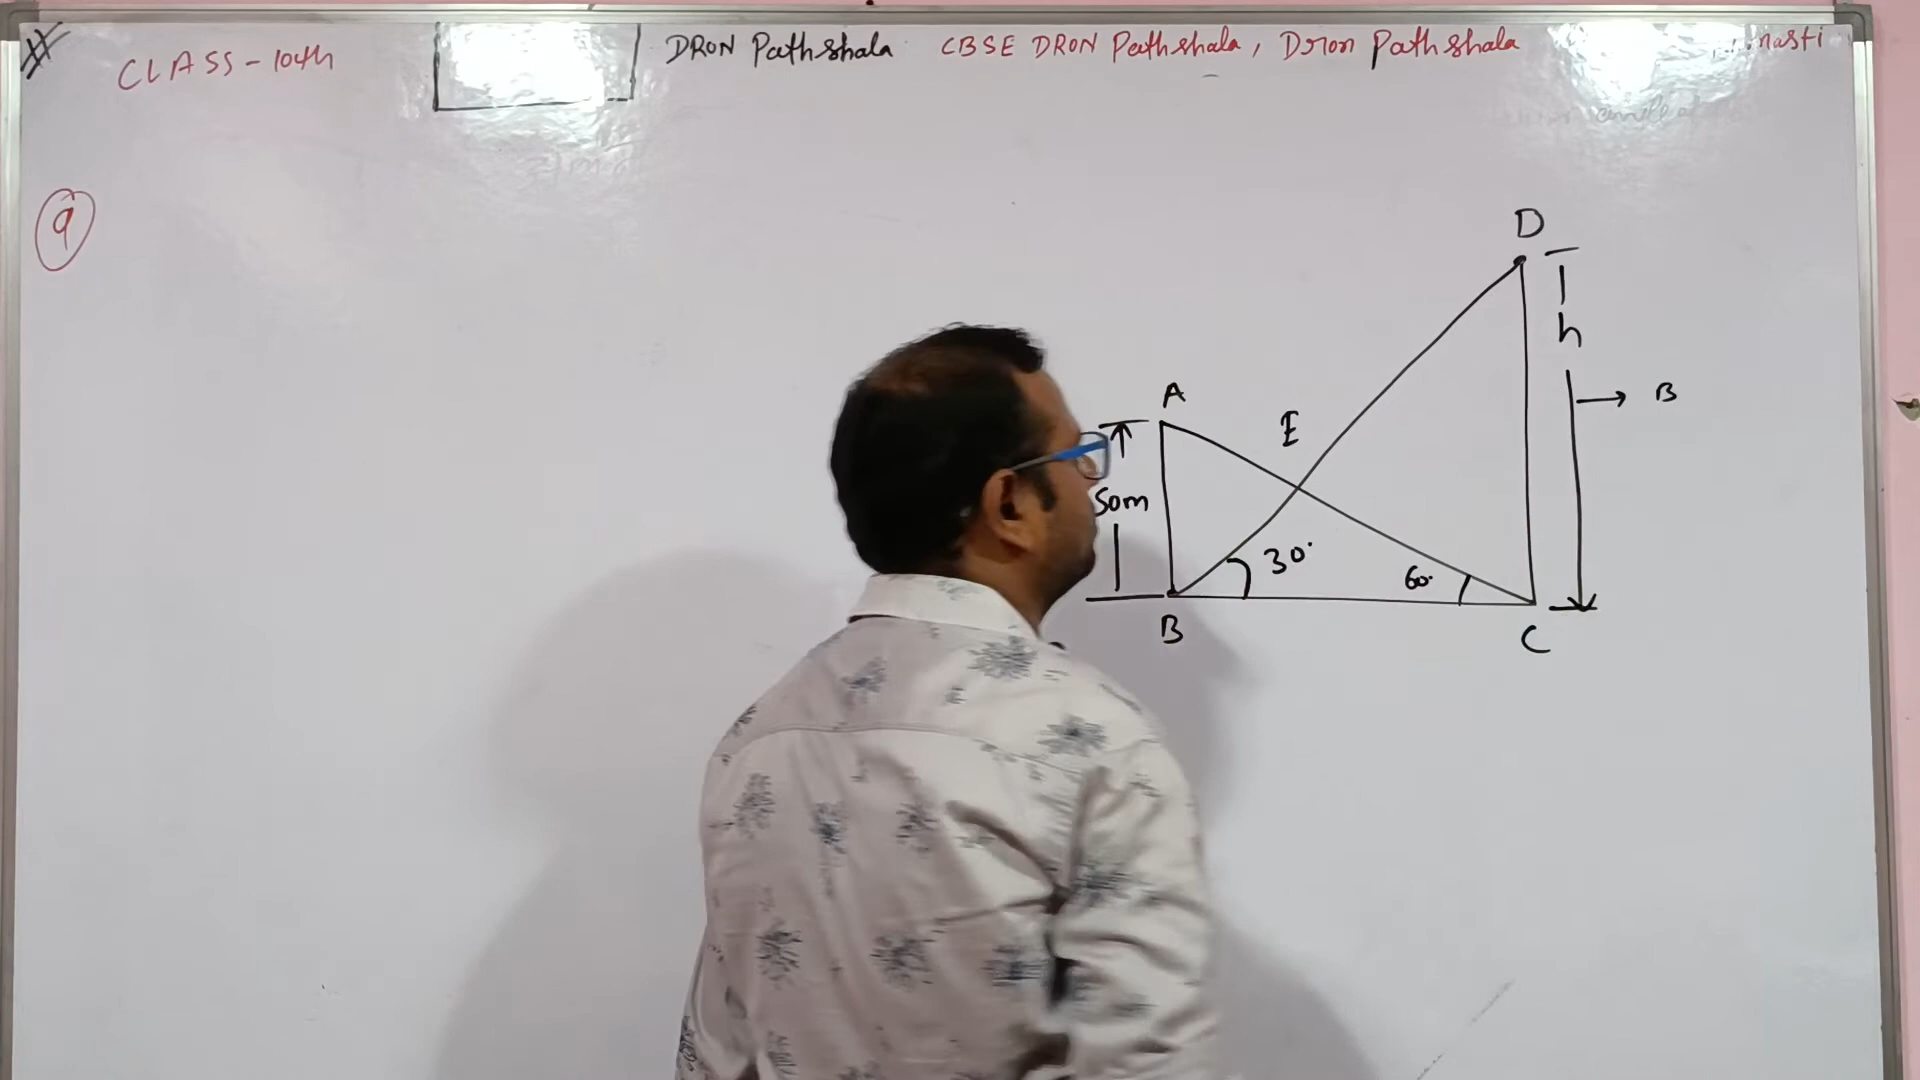 #
CLASS - 10th
DRON Pathshala CBSE DRON Pathshala, Dron Pathshala
9
D
h
A
B
E
50m
30°
60°
B
C